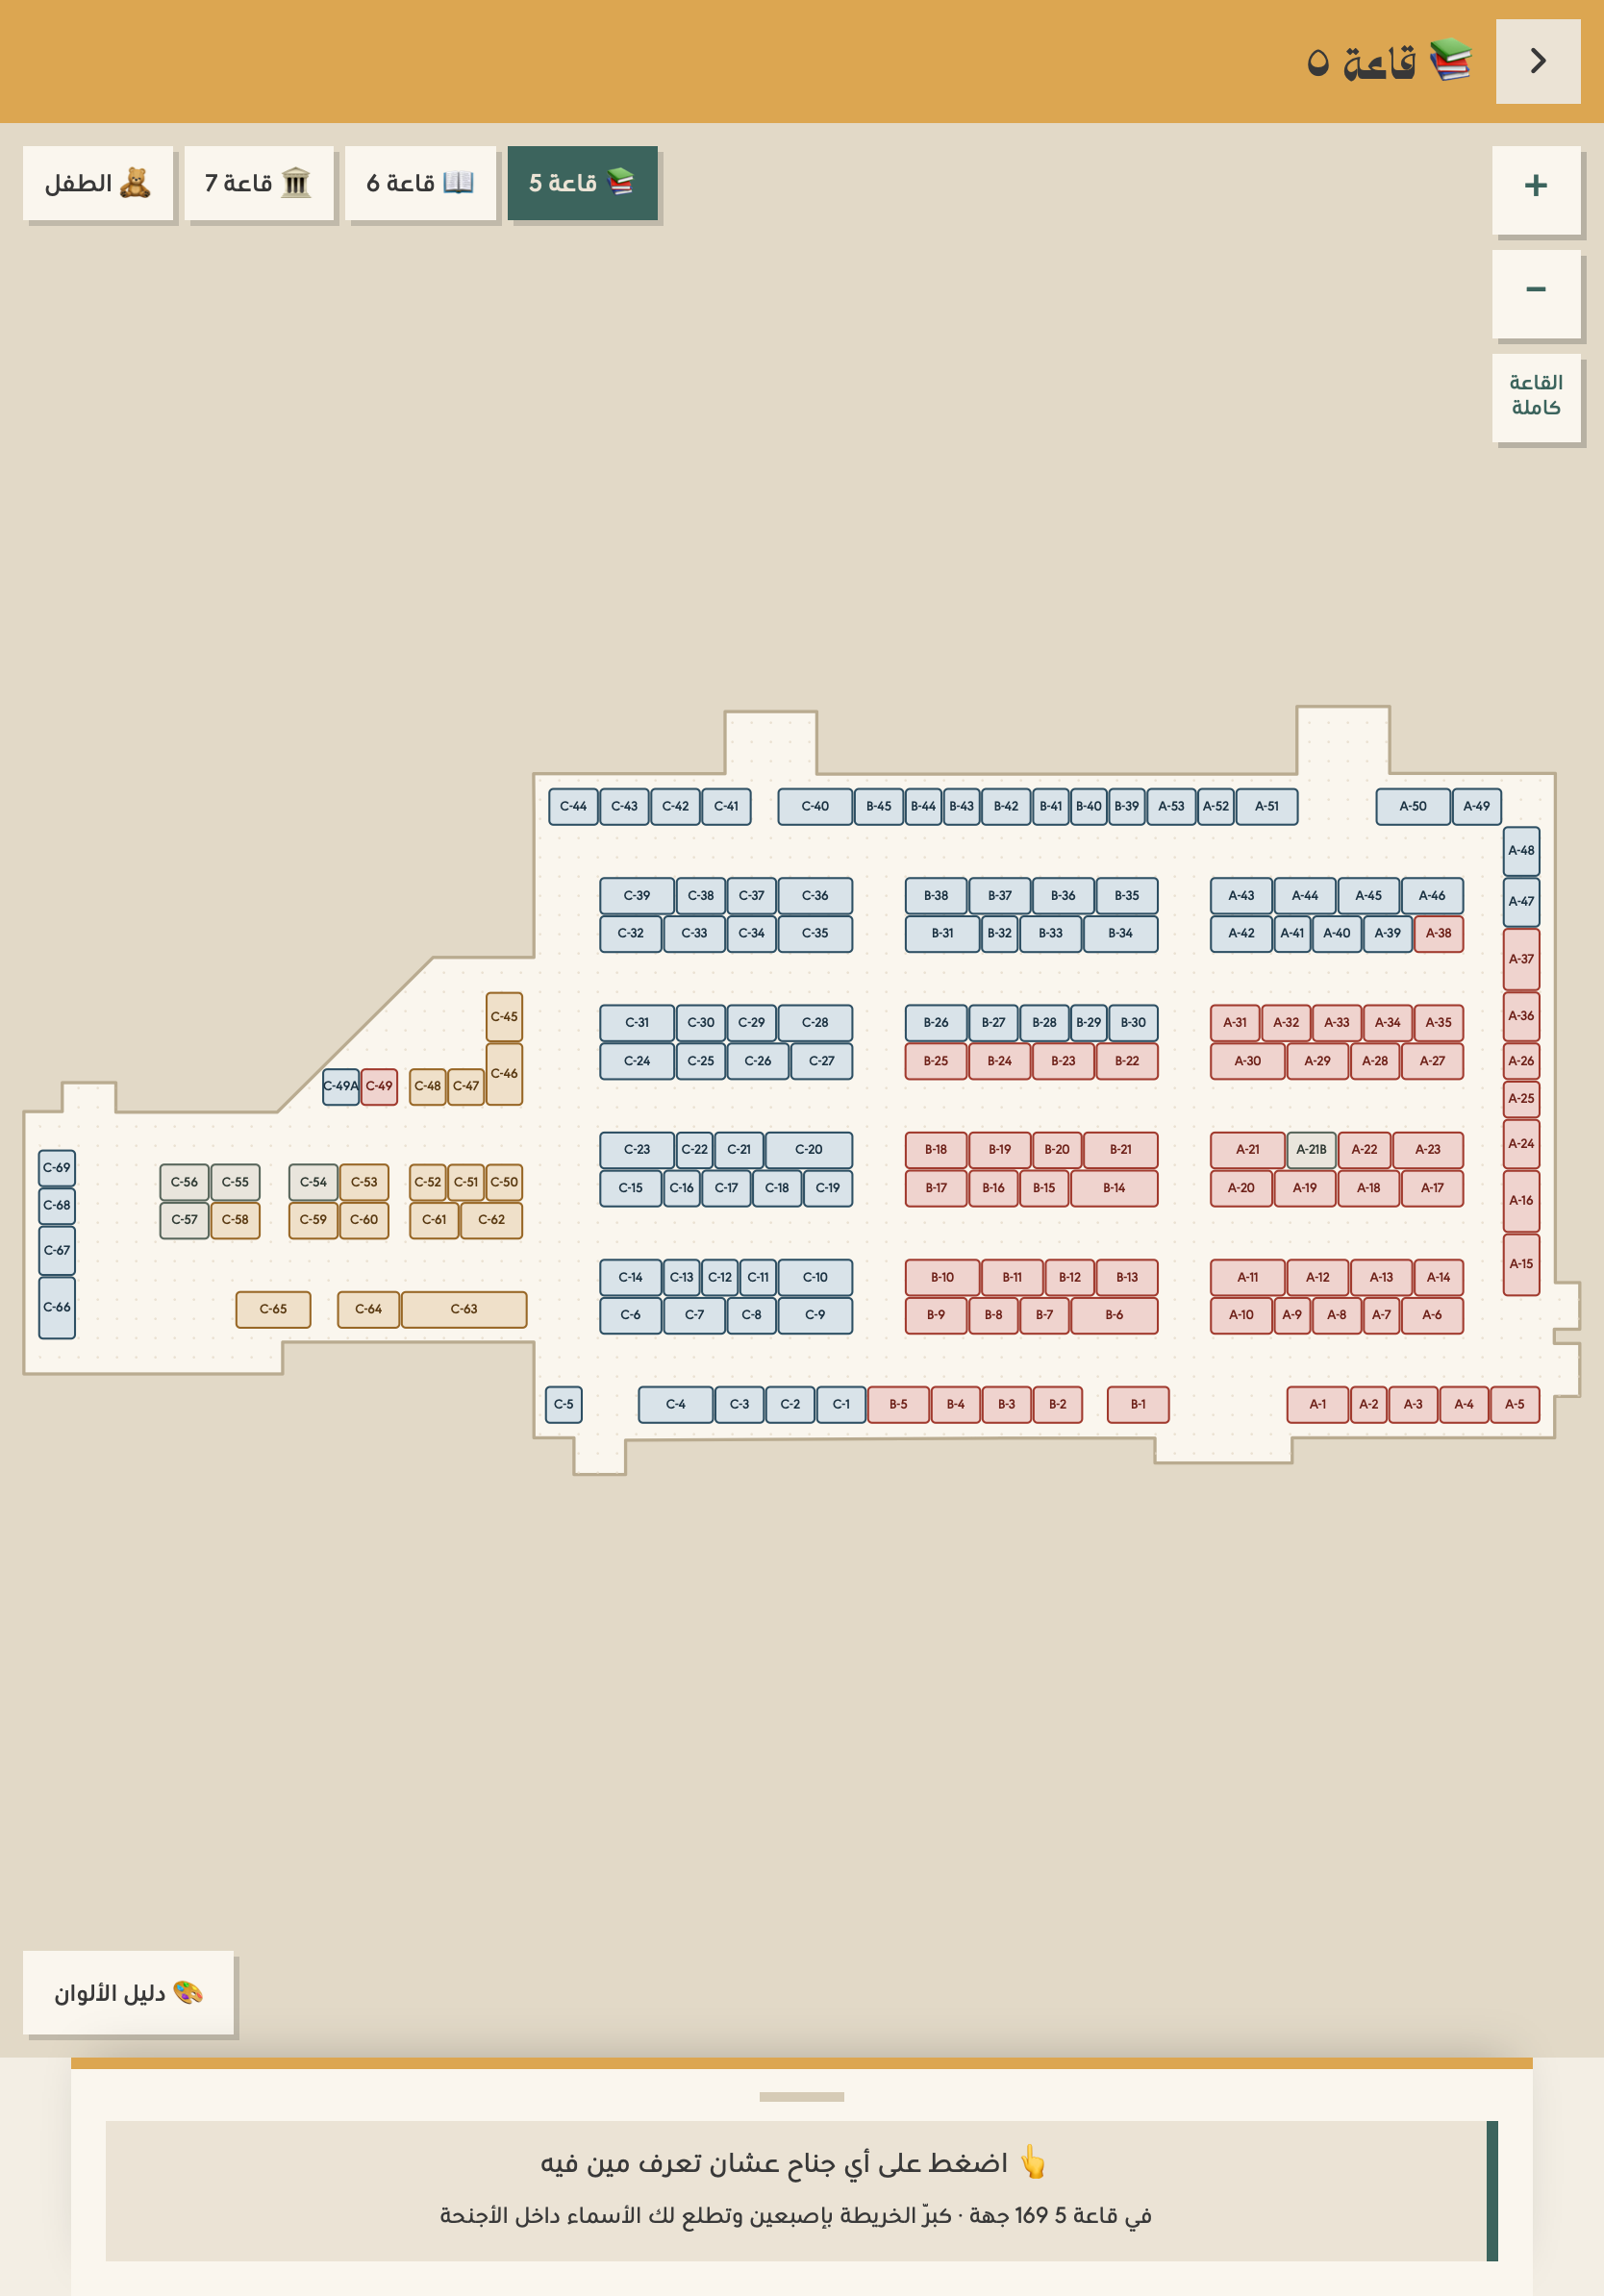 📚 قاعة ٥
📚 قاعة 5
📖 قاعة 6
🏛️ قاعة 7
🧸 الطفل
+
−
القاعة
كاملة
C-44 C-43 C-42 C-41 C-40 B-45 B-44 B-43 B-42 B-41 B-40 B-39 A-53 A-52 A-51 A-50 A-49
A-48
C-39 C-38 C-37 C-36 B-38 B-37 B-36 B-35 A-43 A-44 A-45 A-46
A-47
C-32 C-33 C-34 C-35 B-31 B-32 B-33 B-34 A-42 A-41 A-40 A-39 A-38
A-37
C-45 C-31 C-30 C-29 C-28 B-26 B-27 B-28 B-29 B-30 A-31 A-32 A-33 A-34 A-35 A-36
C-24 C-25 C-26 C-27 B-25 B-24 B-23 B-22 A-30 A-29 A-28 A-27 A-26
C-49A C-49 C-48 C-47 C-46
A-25
C-23 C-22 C-21 C-20 B-18 B-19 B-20 B-21 A-21 A-21B A-22 A-23 A-24
C-69 C-56 C-55 C-54 C-53 C-52 C-51 C-50
C-15 C-16 C-17 C-18 C-19 B-17 B-16 B-15 B-14 A-20 A-19 A-18 A-17 A-16
C-68 C-57 C-58 C-59 C-60 C-61 C-62
C-67
C-14 C-13 C-12 C-11 C-10 B-10 B-11 B-12 B-13 A-11 A-12 A-13 A-14 A-15
C-66 C-65 C-64 C-63 C-6 C-7 C-8 C-9 B-9 B-8 B-7 B-6 A-10 A-9 A-8 A-7 A-6
C-5 C-4 C-3 C-2 C-1 B-5 B-4 B-3 B-2 B-1 A-1 A-2 A-3 A-4 A-5
🎨 دليل الألوان
👆 اضغط على أي جناح عشان تعرف مين فيه
في قاعة 5 169 جهة · كبّر الخريطة بإصبعين وتطلع لك الأسماء داخل الأجنحة